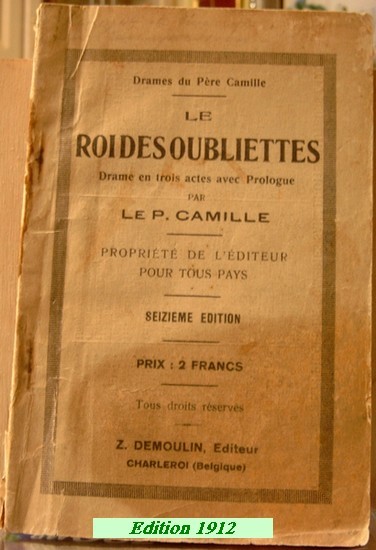 Drames du Père Camille
LE
ROI DES OUBLIETTES
Drame en trois actes avec Prologue
PAR
LE P. CAMILLE
PROPRIÉTÉ DE L'ÉDITEUR
POUR TOUS PAYS
SEIZIEME EDITION
PRIX : 2 FRANCS
Tous droits réservés
Z. DEMOULIN, Editeur
CHARLEROI (Belgique)
Edition 1912